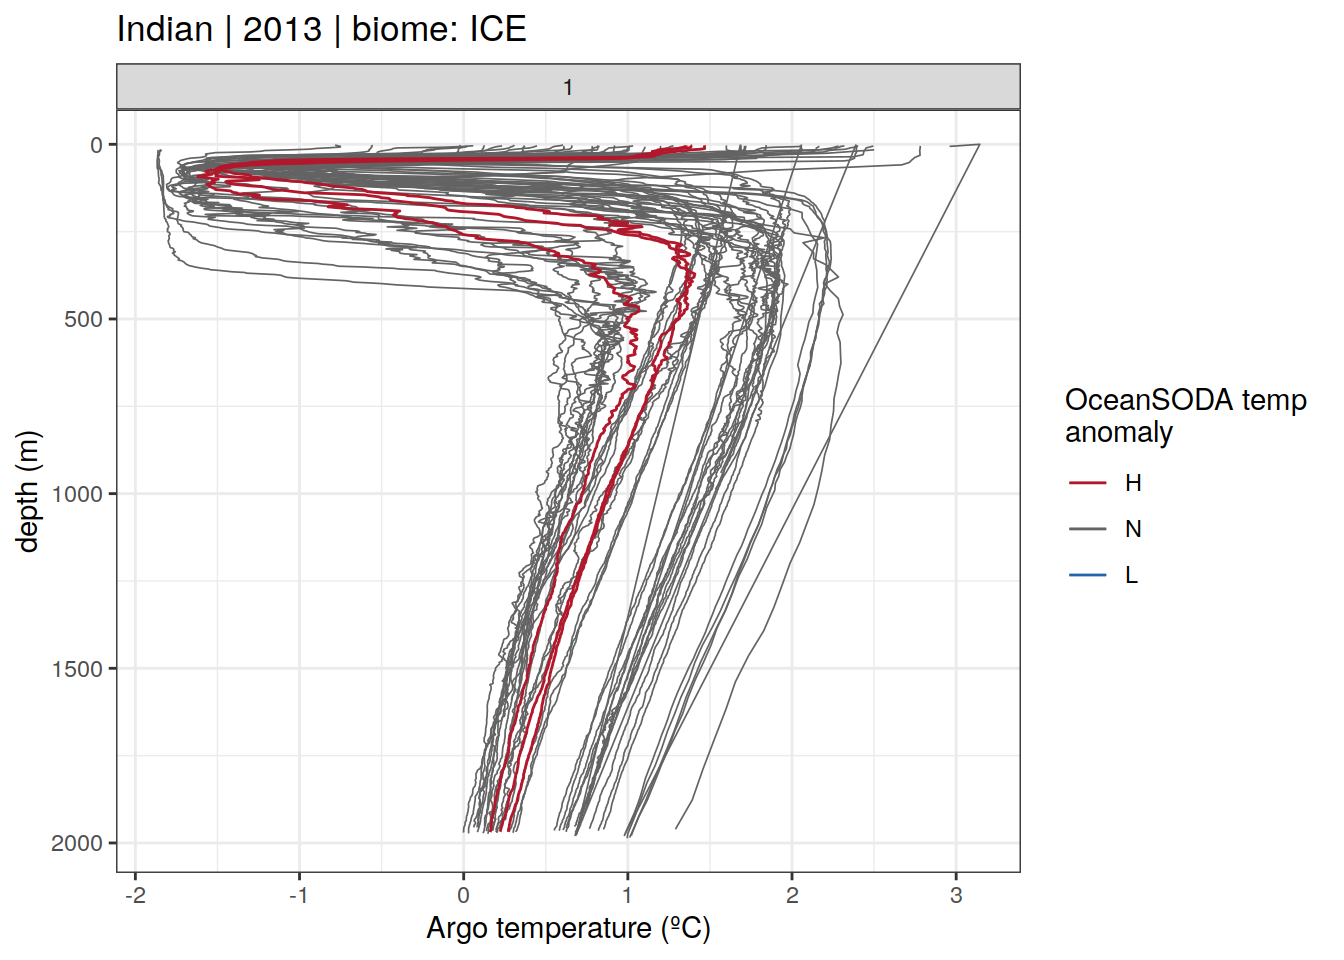 Indian | 2013 | biome: ICE
1
0
500
1000
1500
2000
depth (m)
-2 -1 0 1 2 3
Argo temperature (ºC)
OceanSODA temp
anomaly
H
N
L